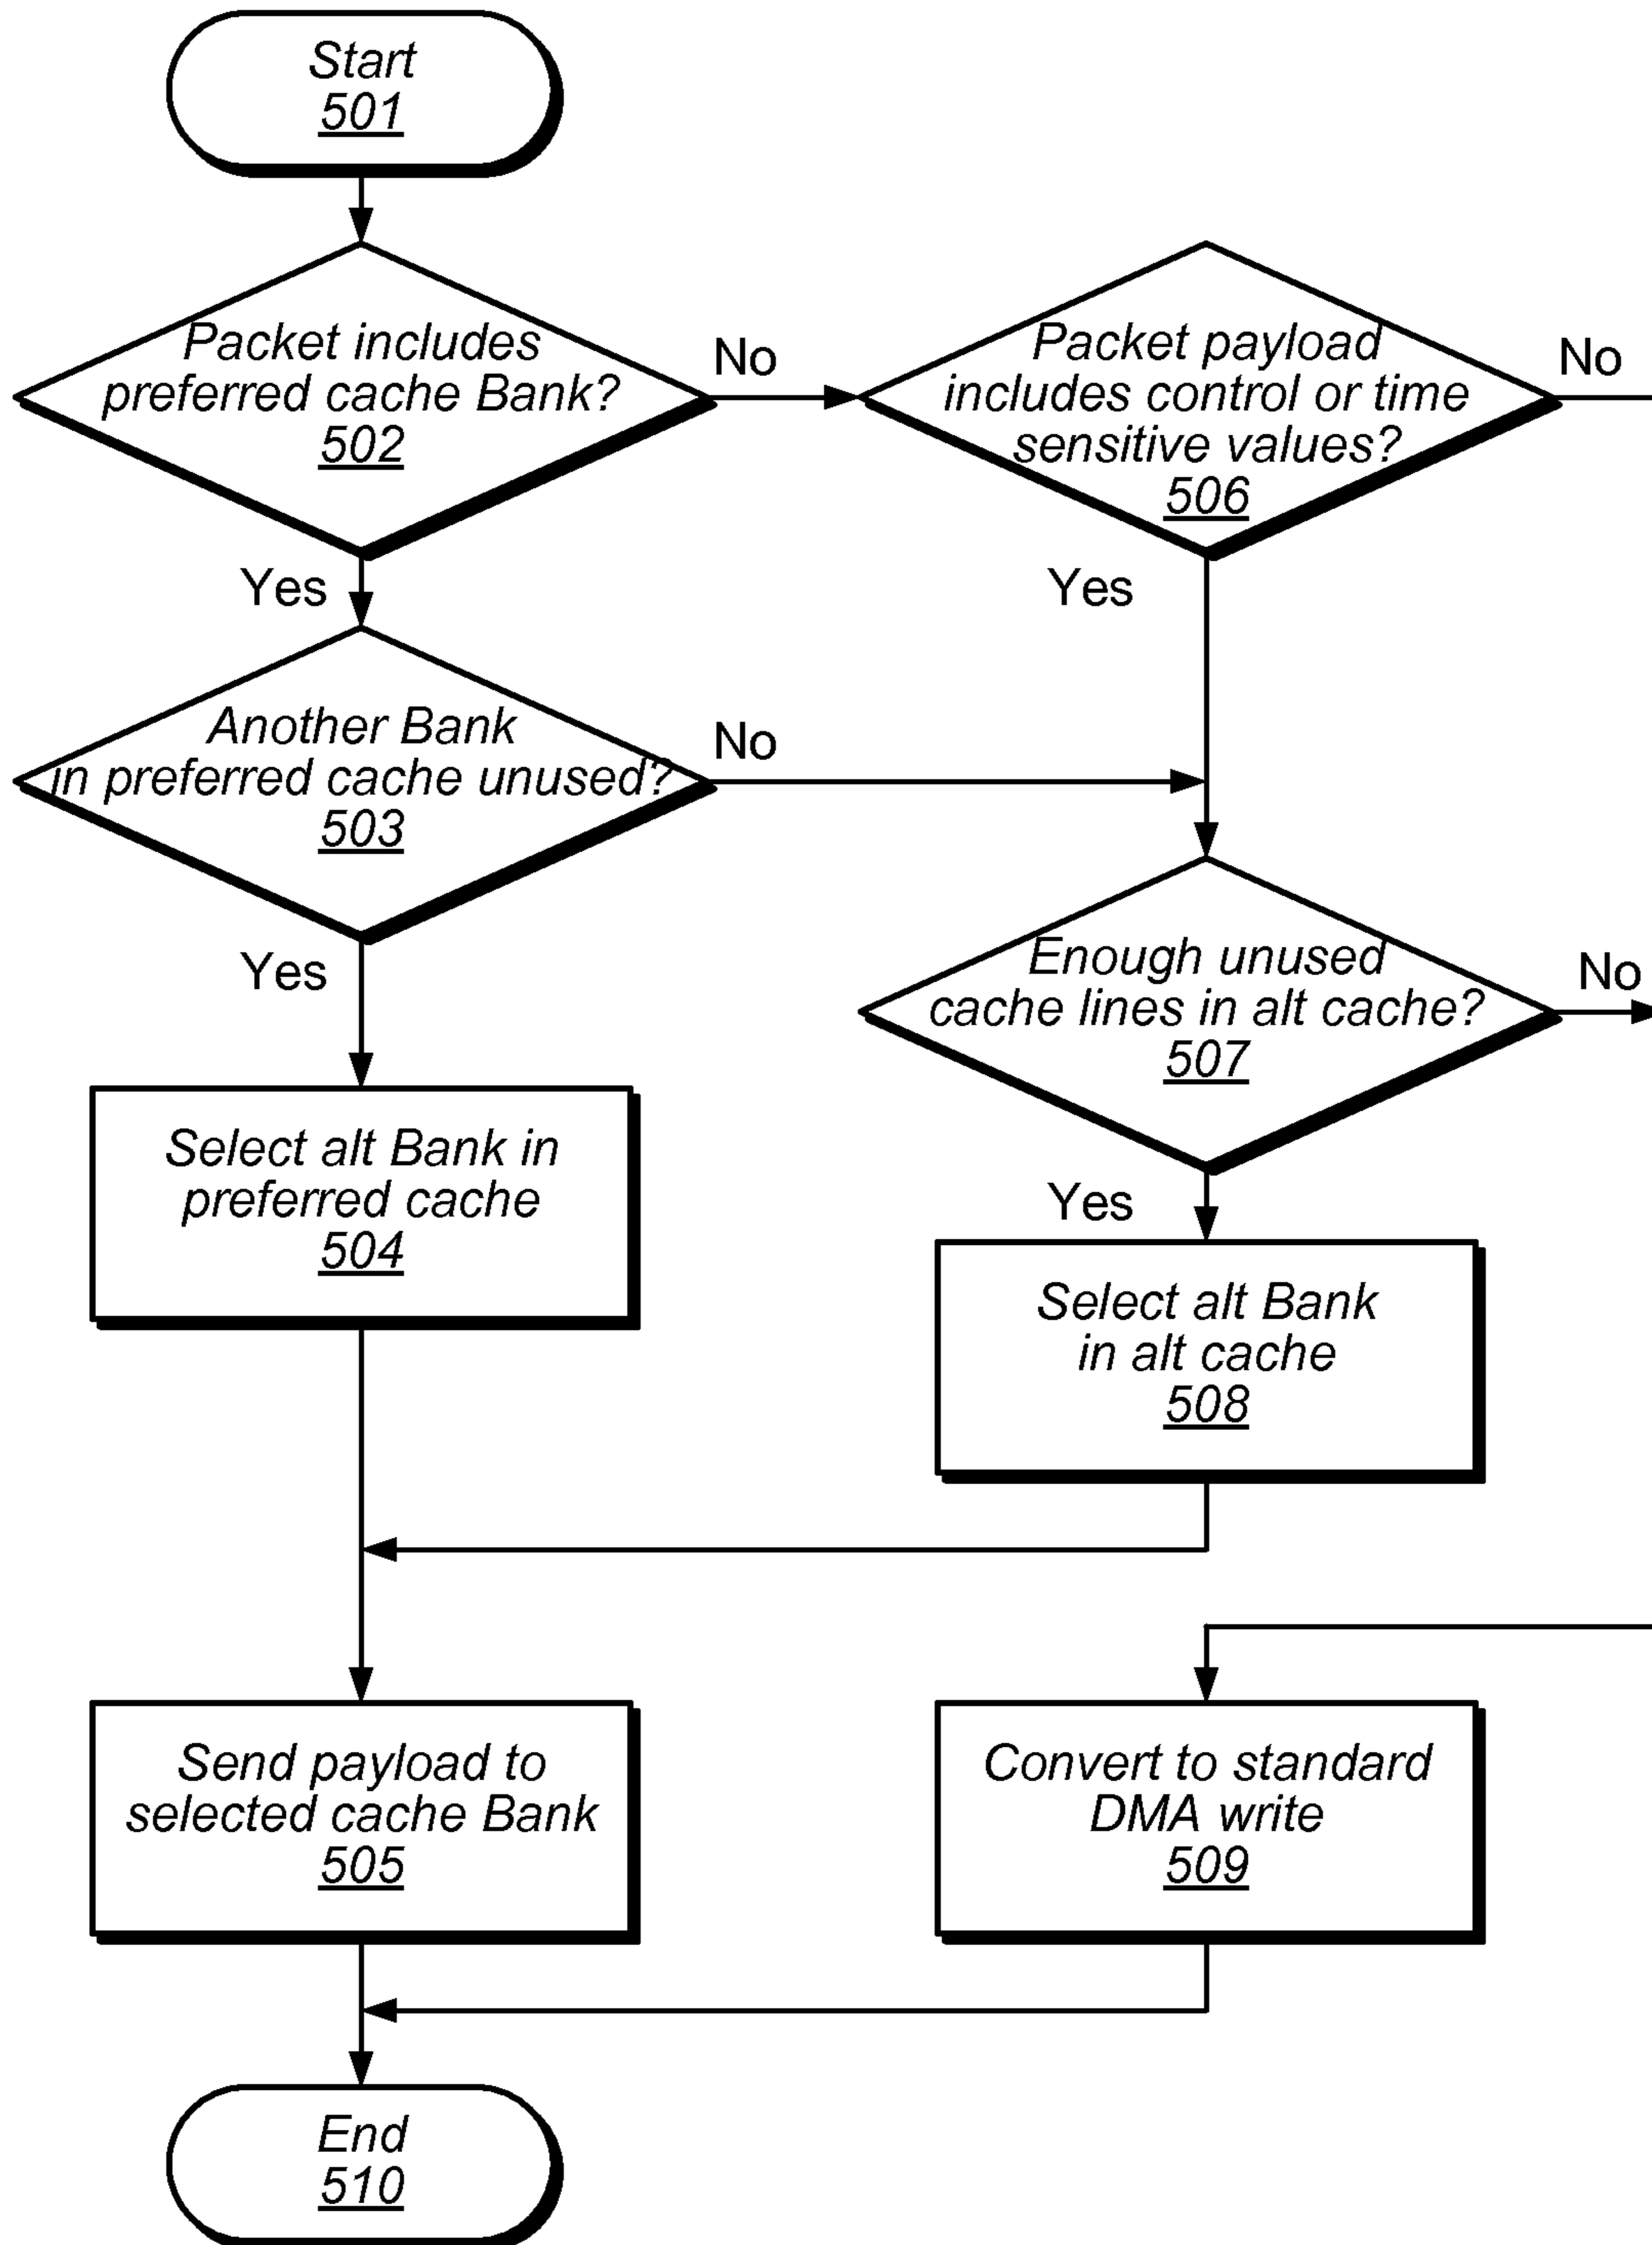 Start
501
Packet includes
preferred cache Bank?
502
No
Packet payload
includes control or time
sensitive values?
506
No
Yes
Yes
Another Bank
in preferred cache unused?
503
No
Enough unused
cache lines in alt cache?
507
No
Yes
Select alt Bank in
preferred cache
504
Yes
Select alt Bank
in alt cache
508
Send payload to
selected cache Bank
505
Convert to standard
DMA write
509
End
510